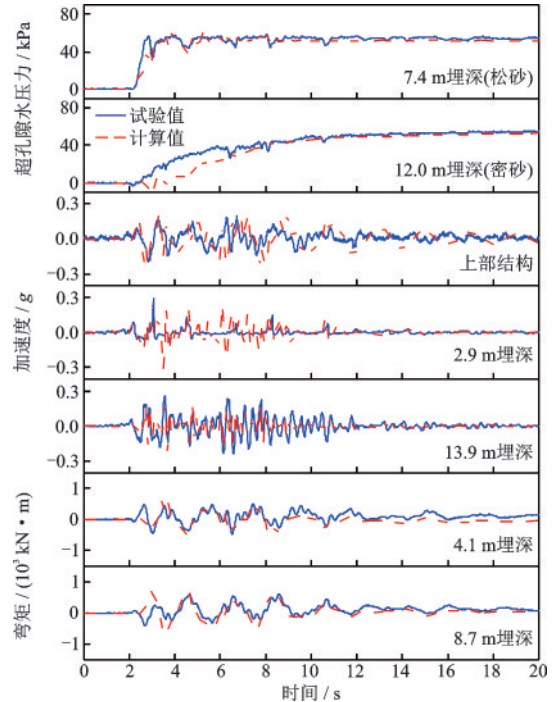 超孔隙水压力 / kPa
80
40
0
7.4 m埋深(松砂)
80
40
0
试验值
计算值
12.0 m埋深(密砂)
加速度 / g
0.3
0.0
−0.3
上部结构
0.3
0.0
−0.3
2.9 m埋深
0.3
0.0
−0.3
13.9 m埋深
弯矩 / (10³ kN • m)
1
0
−1
4.1 m埋深
1
0
−1
8.7 m埋深
0 2 4 6 8 10 12 14 16 18 20
时间 / s